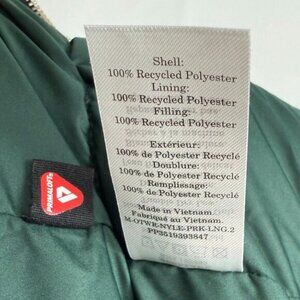 Shell:
100% Recycled Polyester
Lining:
100% Recycled Polyester
Filling:
100% Recycled Polyester
Extérieur:
100% de Polyester Recyclé
Doublure:
100% de Polyester Recyclé
Remplissage:
100% de Polyester Recyclé
Made in Vietnam
Fabriqué au Vietnam
M-OTWR-NYLE-PRK-LNG.2
PP3519393847
PRIMALOFT®